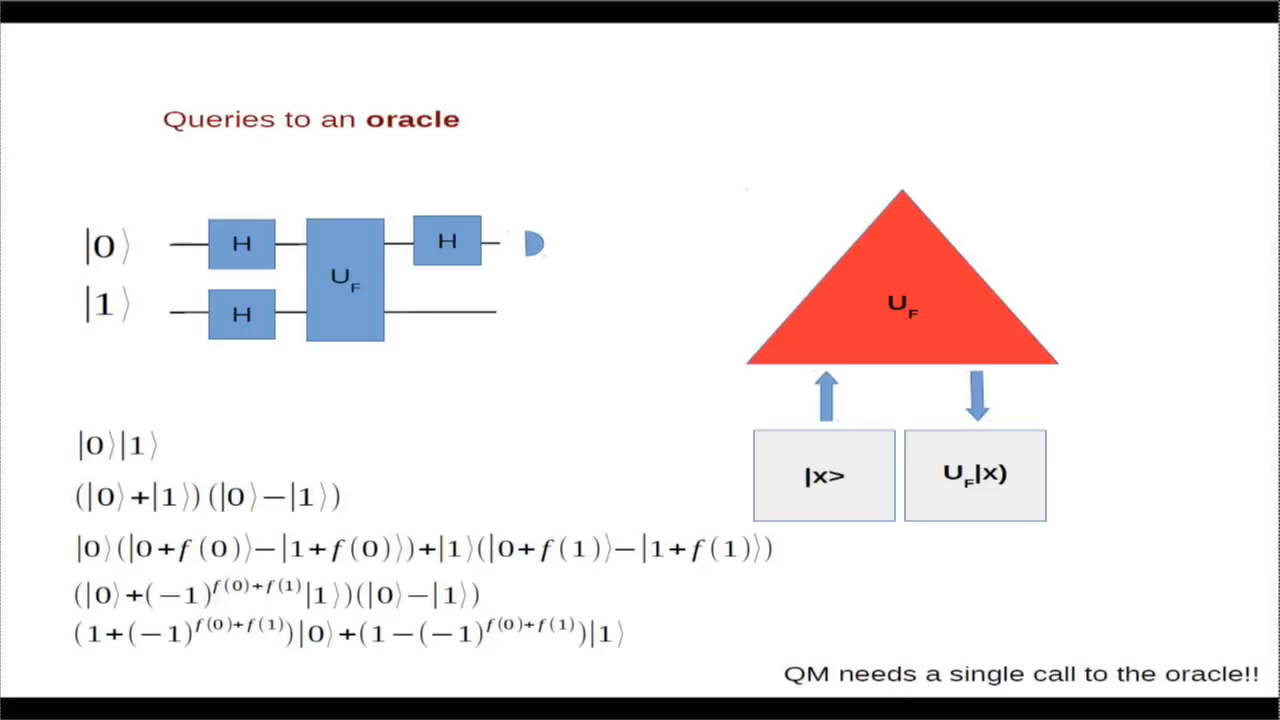 Queries to an oracle
|0⟩ H U_F H
|1⟩ H
U_F
|x> U_F|x)
|0⟩|1⟩
(|0⟩+|1⟩)(|0⟩−|1⟩)
|0⟩(|0+f(0)⟩−|1+f(0)⟩)+|1⟩(|0+f(1)⟩−|1+f(1)⟩)
(|0⟩+(−1)^{f(0)+f(1)}|1⟩)(|0⟩−|1⟩)
(1+(−1)^{f(0)+f(1)})|0⟩+(1−(−1)^{f(0)+f(1)})|1⟩
QM needs a single call to the oracle!!